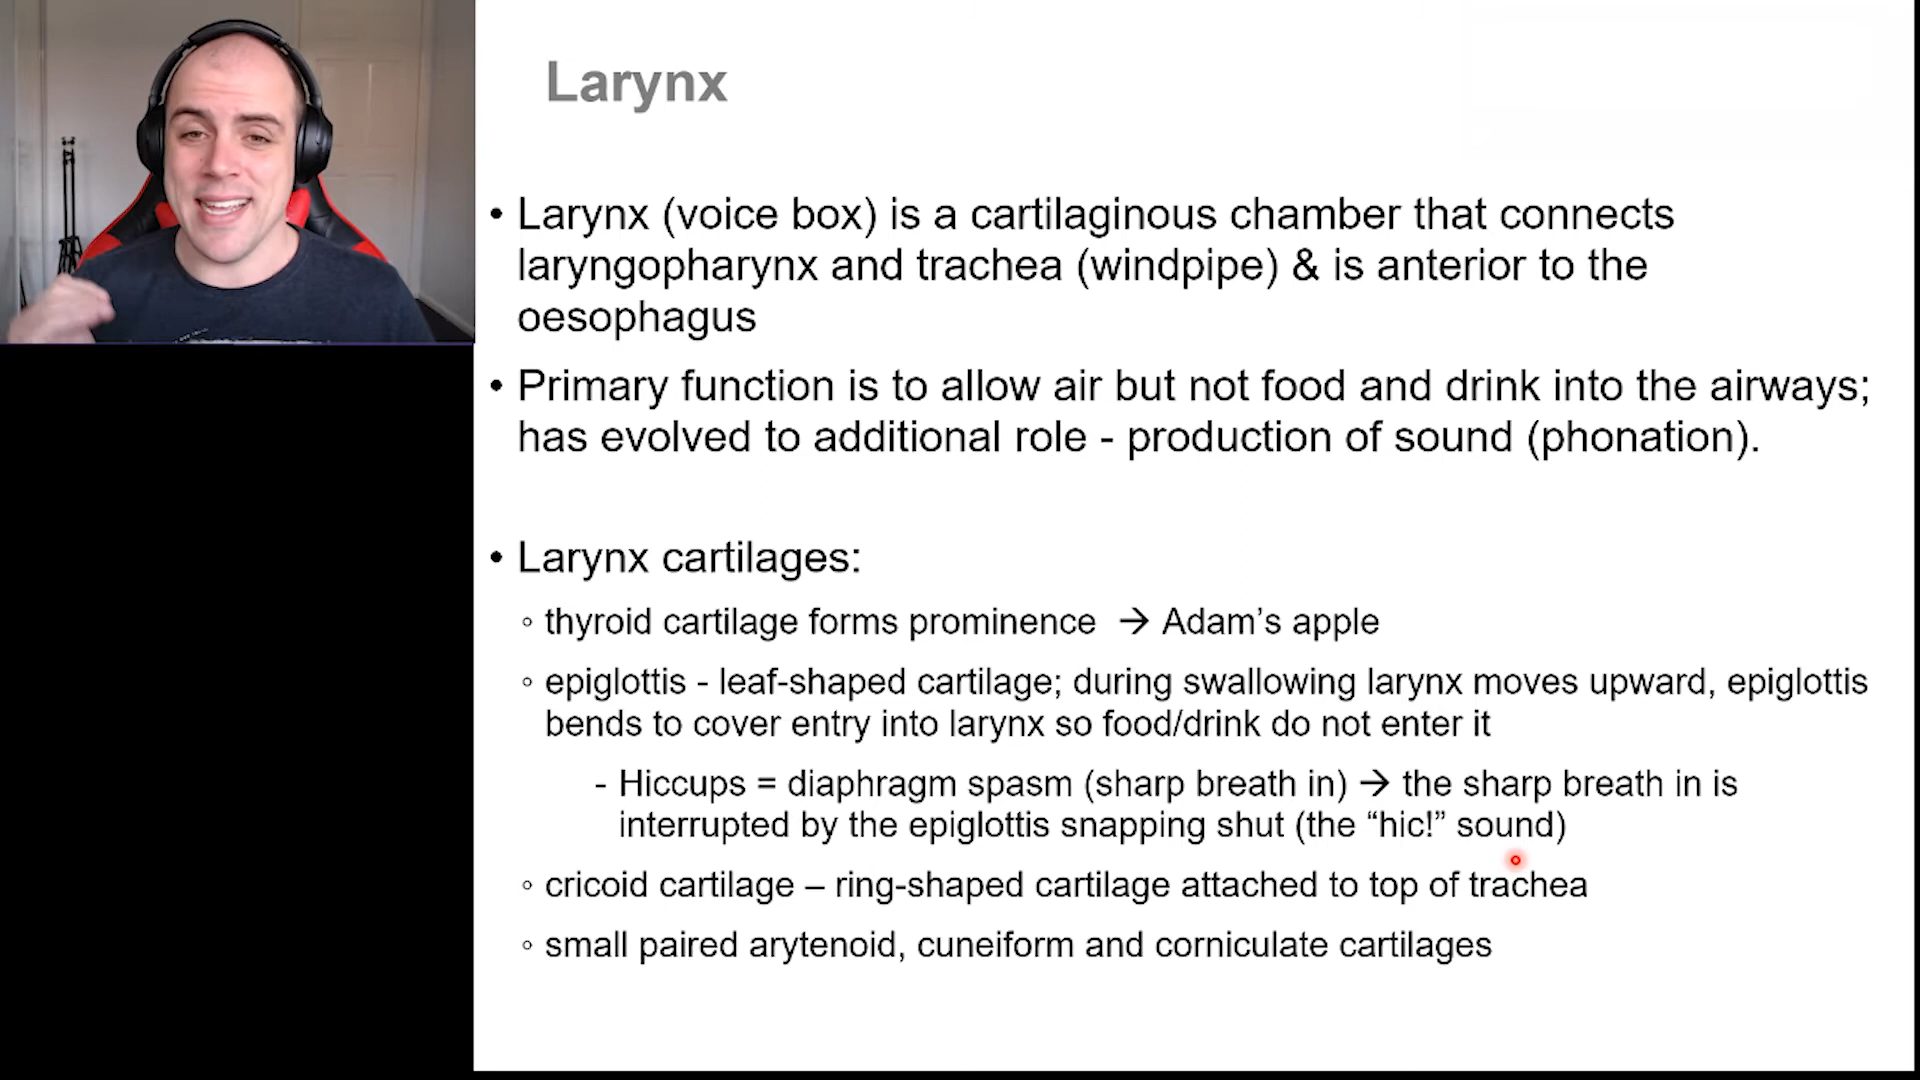 Larynx
• Larynx (voice box) is a cartilaginous chamber that connects
laryngopharynx and trachea (windpipe) & is anterior to the
oesophagus
• Primary function is to allow air but not food and drink into the airways;
has evolved to additional role - production of sound (phonation).
• Larynx cartilages:
◦ thyroid cartilage forms prominence → Adam’s apple
◦ epiglottis - leaf-shaped cartilage; during swallowing larynx moves upward, epiglottis
bends to cover entry into larynx so food/drink do not enter it
- Hiccups = diaphragm spasm (sharp breath in) → the sharp breath in is
interrupted by the epiglottis snapping shut (the “hic!” sound)
◦ cricoid cartilage – ring-shaped cartilage attached to top of trachea
◦ small paired arytenoid, cuneiform and corniculate cartilages